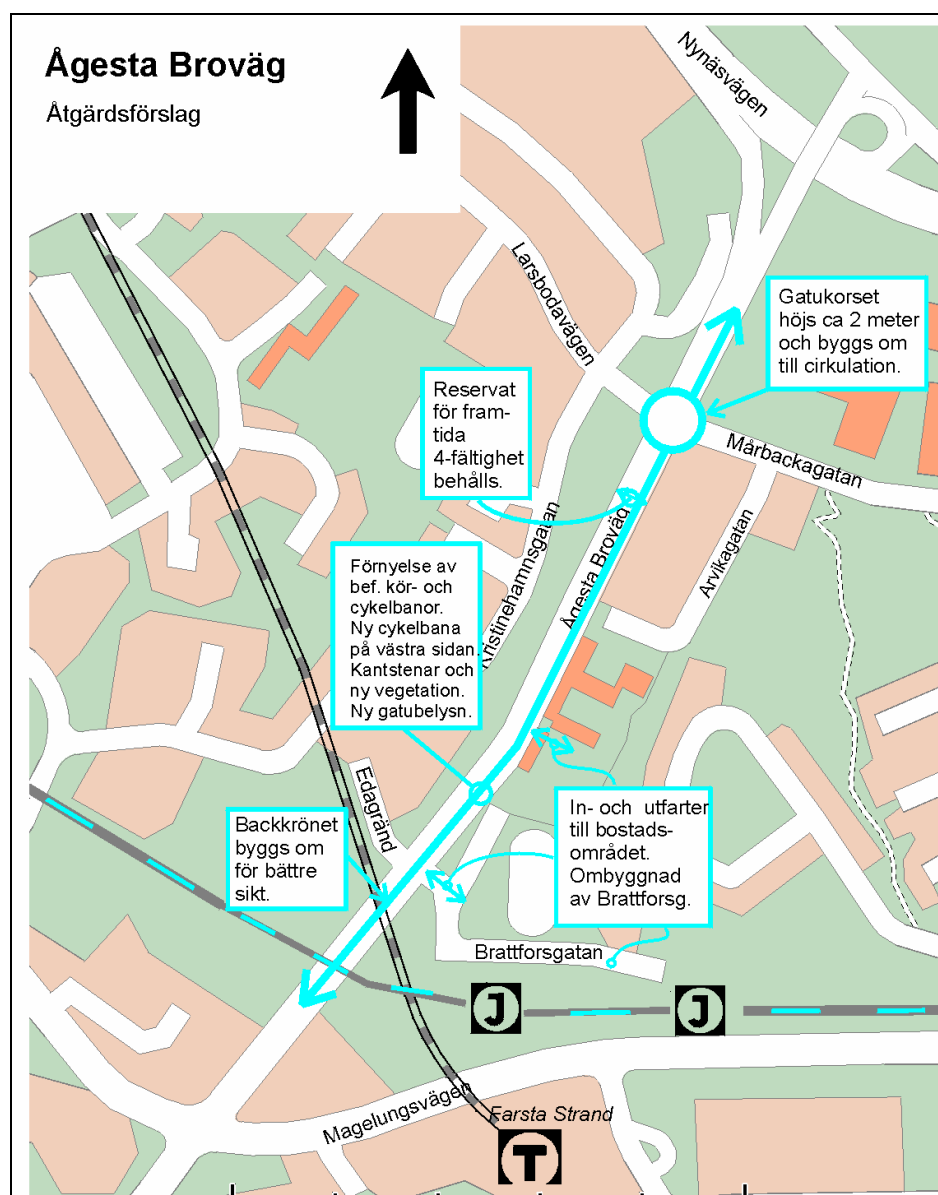 Ågesta Broväg
Åtgärdsförslag
Nynäsvägen
Larsbodavägen
Gatukorset
höjs ca 2 meter
och byggs om
till cirkulation.
Reservat
för fram-
tida
4-fältighet
behålls.
Mårbackagatan
Arvikagatan
Ågesta Broväg
Kristinehamnsgatan
Förnyelse av
bef. kör- och
cykelbanor.
Ny cykelbana
på västra sidan.
Kantstenar och
ny vegetation.
Ny gatubelysn.
Edagränd
Backkrönet
byggs om
för bättre
sikt.
In- och utfarter
till bostads-
området.
Ombyggnad
av Brattforsg.
Brattforsgatan
J
J
Magelungsvägen
Farsta Strand
T